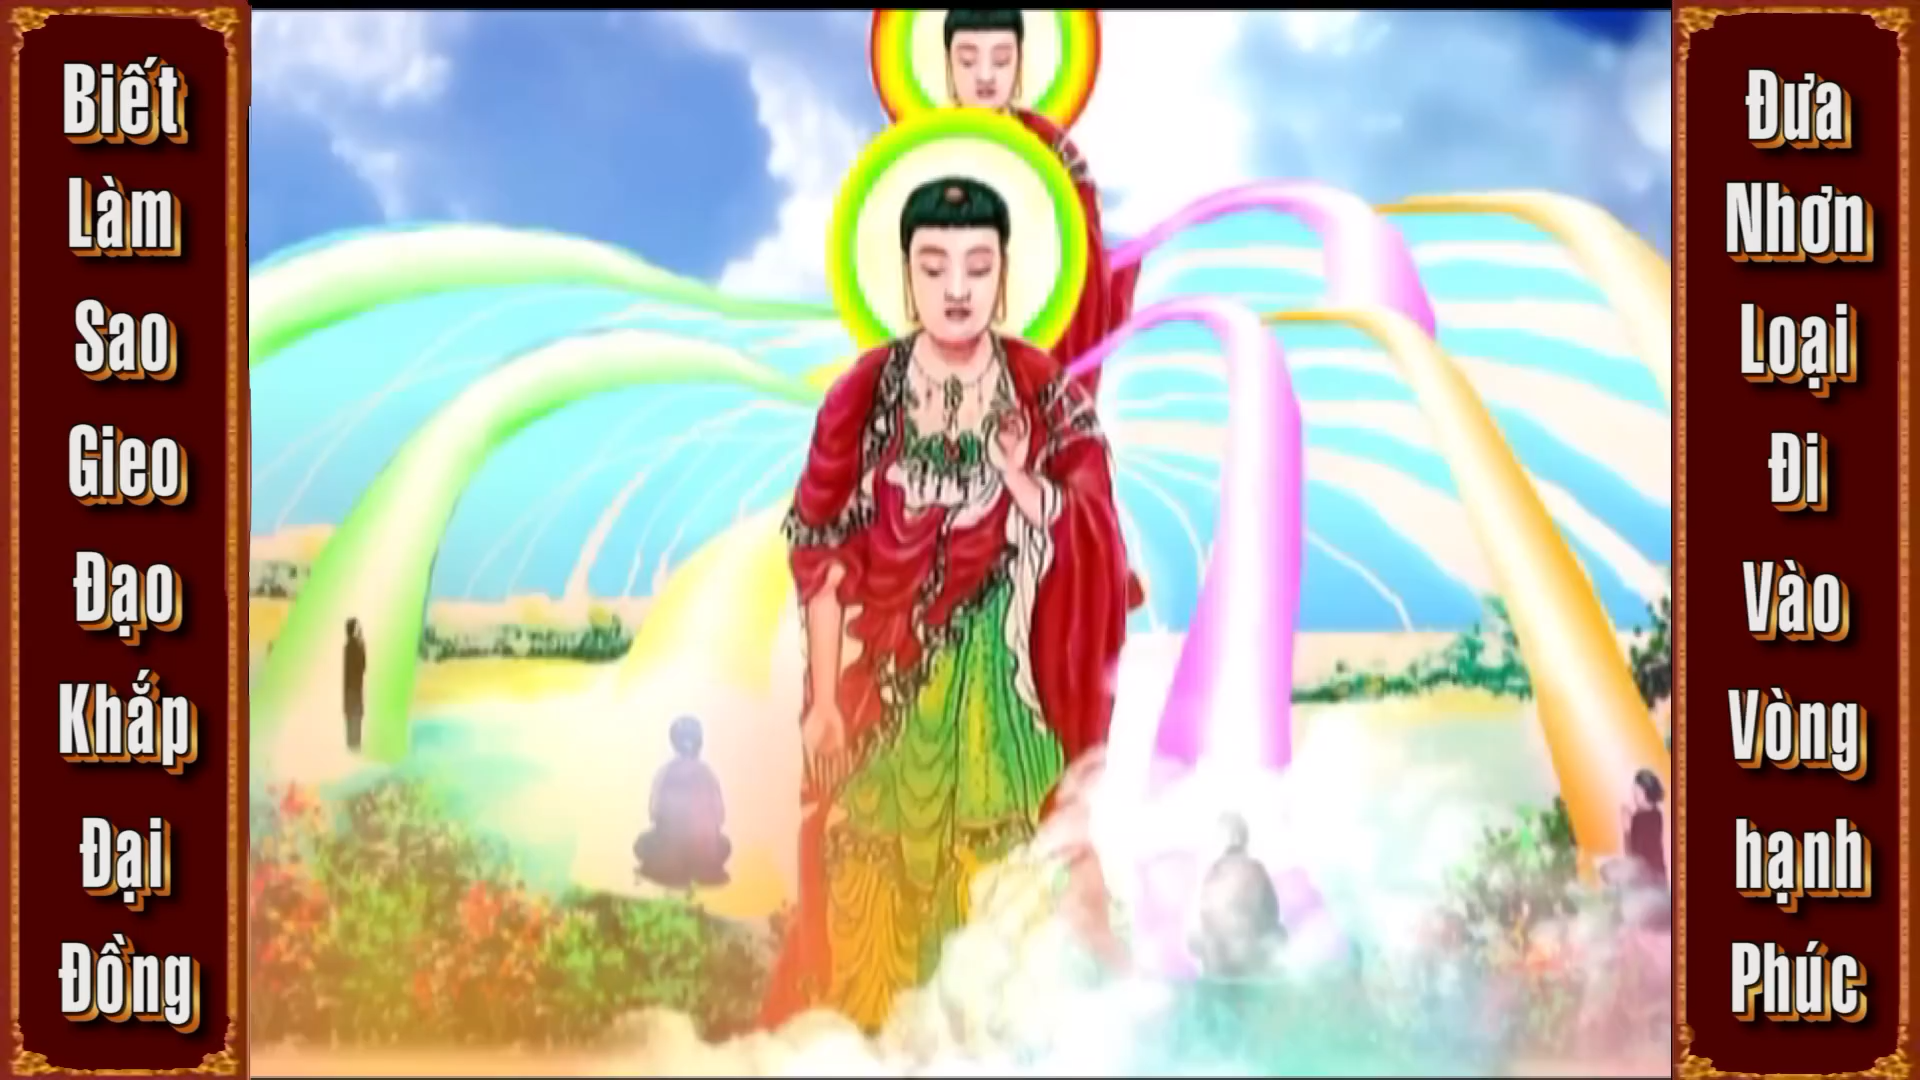 Biết
Làm
Sao
Gieo
Đạo
Khắp
Đại
Đồng
Đưa
Nhơn
Loại
Đi
Vào
Vòng
hạnh
Phúc